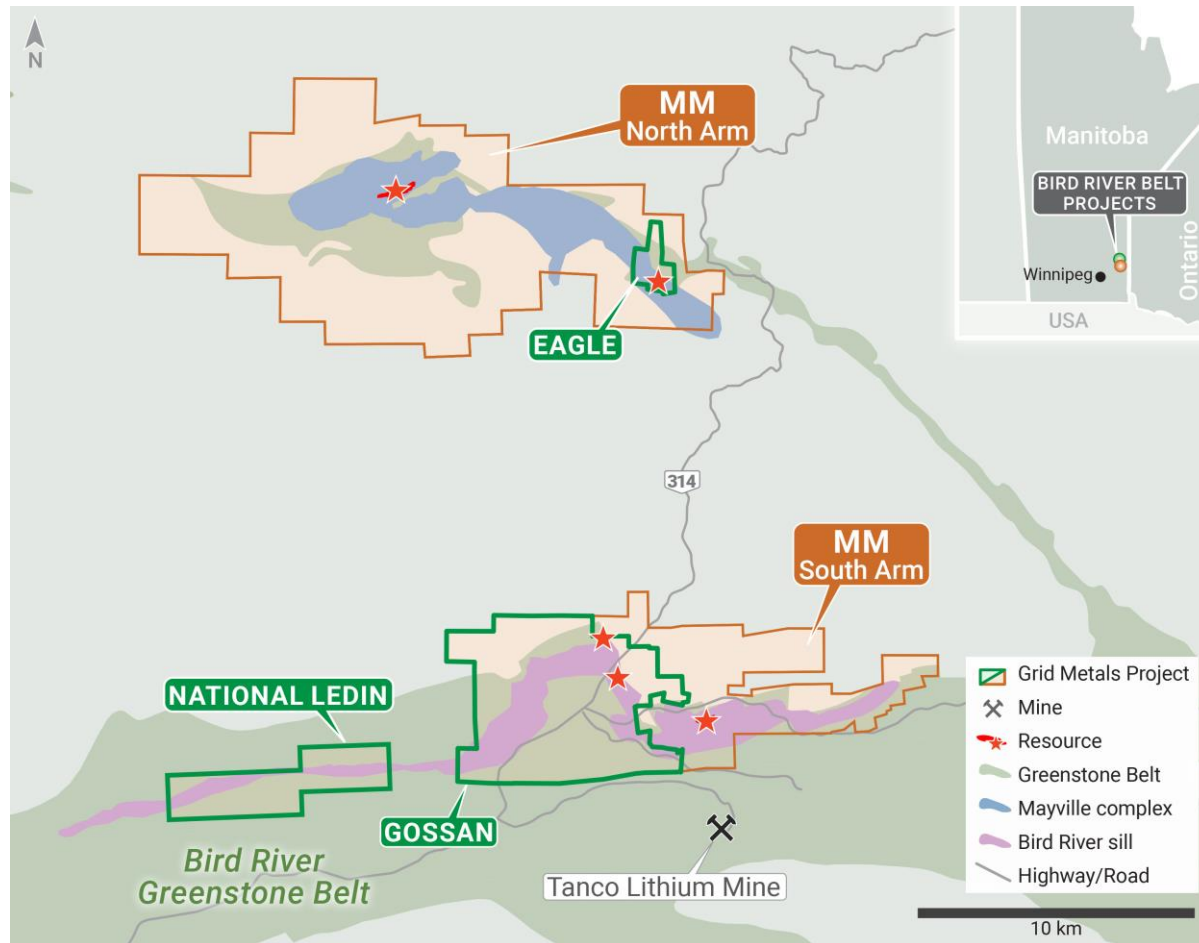 N
MM
North Arm
Manitoba
BIRD RIVER BELT
PROJECTS
Winnipeg
Ontario
USA
EAGLE
314
MM
South Arm
NATIONAL LEDIN
GOSSAN
Bird River
Greenstone Belt
Tanco Lithium Mine
Grid Metals Project
Mine
Resource
Greenstone Belt
Mayville complex
Bird River sill
Highway/Road
10 km